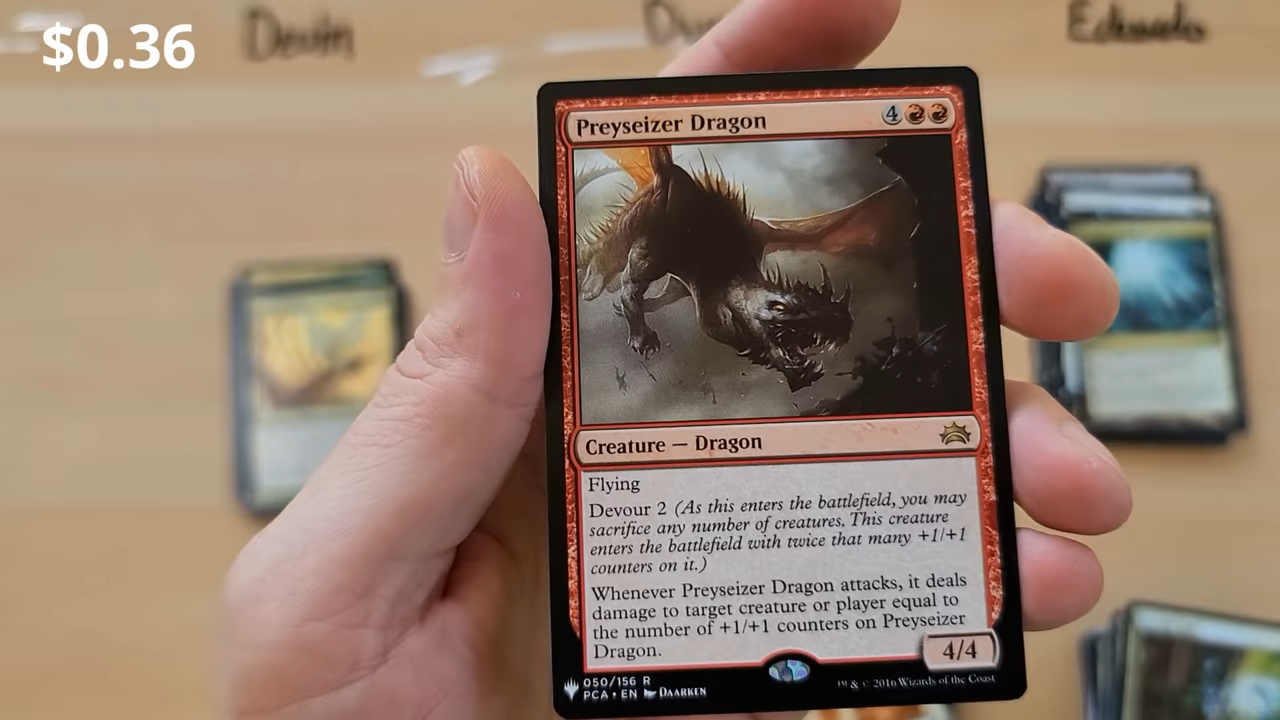 $0.36
Devin
Preyseizer Dragon 4
Creature — Dragon
Flying
Devour 2 (As this enters the battlefield, you may
sacrifice any number of creatures. This creature
enters the battlefield with twice that many +1/+1
counters on it.)
Whenever Preyseizer Dragon attacks, it deals
damage to target creature or player equal to
the number of +1/+1 counters on Preyseizer
Dragon.
4/4
050/156 R
PCA • EN DAARKEN
™ & © 2016 Wizards of the Coast